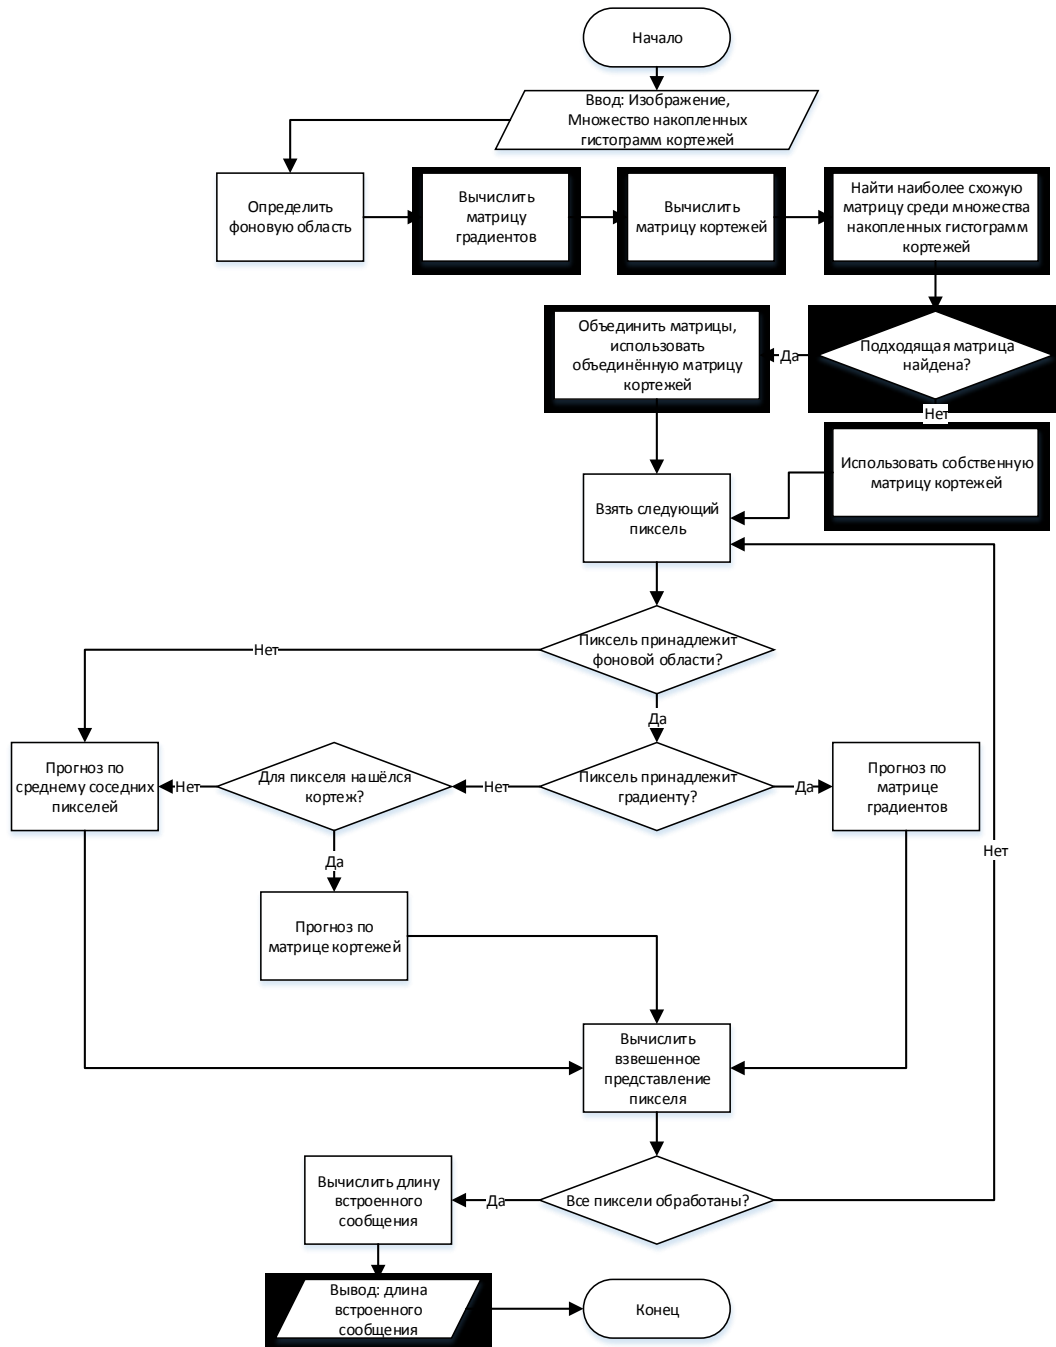 Начало
Ввод: Изображение,
Множество накопленных
гистограмм кортежей
Определить
фоновую область
Вычислить
матрицу
градиентов
Вычислить
матрицу кортежей
Найти наиболее схожую
матрицу среди множества
накопленных гистограмм
кортежей
Объединить матрицы,
использовать
объединённую матрицу
кортежей
Да
Подходящая матрица
найдена?
Нет
Использовать собственную
матрицу кортежей
Взять следующий
пиксель
Пиксель принадлежит
фоновой области?
Нет
Да
Прогноз по
среднему соседних
пикселей
Нет
Для пикселя нашёлся
кортеж?
Нет
Пиксель принадлежит
градиенту?
Да
Прогноз по
матрице
градиентов
Нет
Да
Прогноз по
матрице кортежей
Вычислить
взвешенное
представление
пикселя
Вычислить длину
встроенного
сообщения
Да
Все пиксели обработаны?
Вывод: длина
встроенного
сообщения
Конец